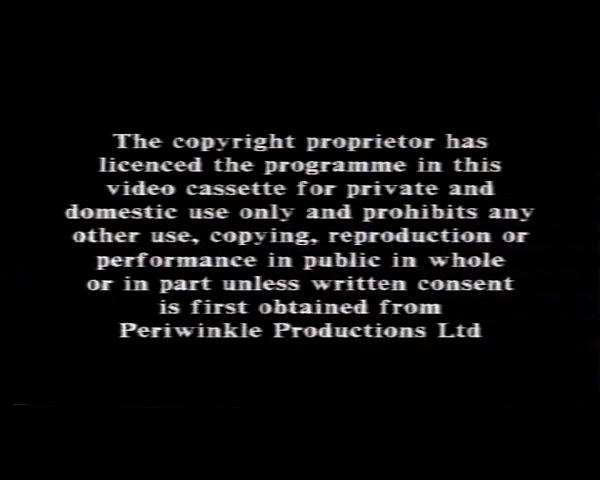 The copyright proprietor has
licenced the programme in this
video cassette for private and
domestic use only and prohibits any
other use, copying, reproduction or
performance in public in whole
or in part unless written consent
is first obtained from
Periwinkle Productions Ltd